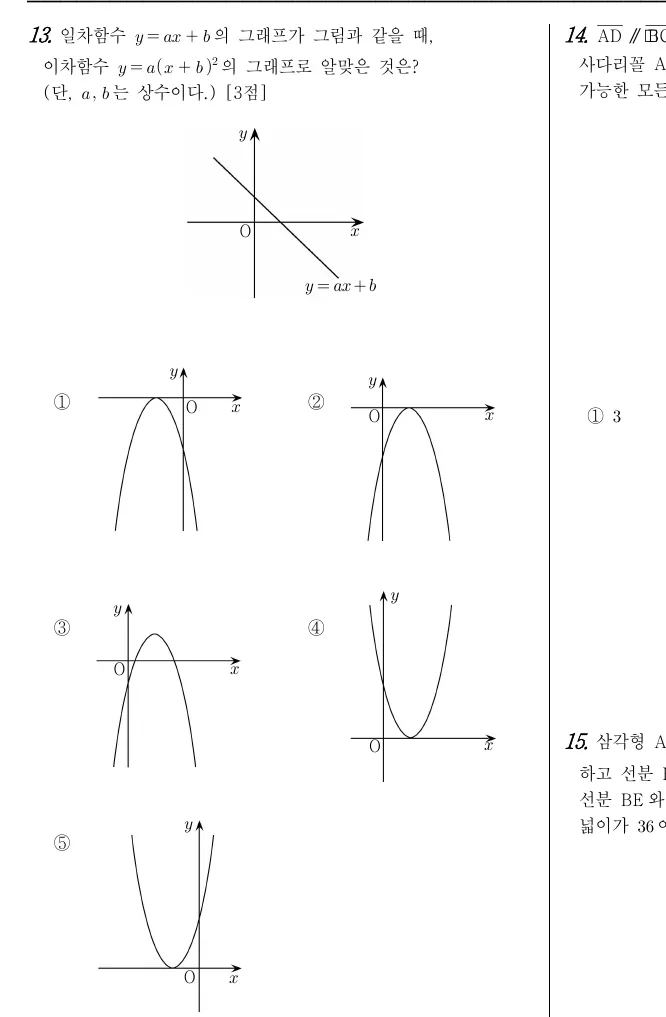 13. 일차함수 y=ax+b의 그래프가 그림과 같을 때,
이차함수 y=a(x+b)²의 그래프로 알맞은 것은?
(단, a, b는 상수이다.) [3점]
y
O
x
y=ax+b
①
y
O
x
②
y
O
x
③
y
O
x
④
y
O
x
⑤
y
O
x
14. AD ∥ BC
사다리꼴 A
가능한 모든
① 3
15. 삼각형 A
하고 선분
선분 BE와
넓이가 36